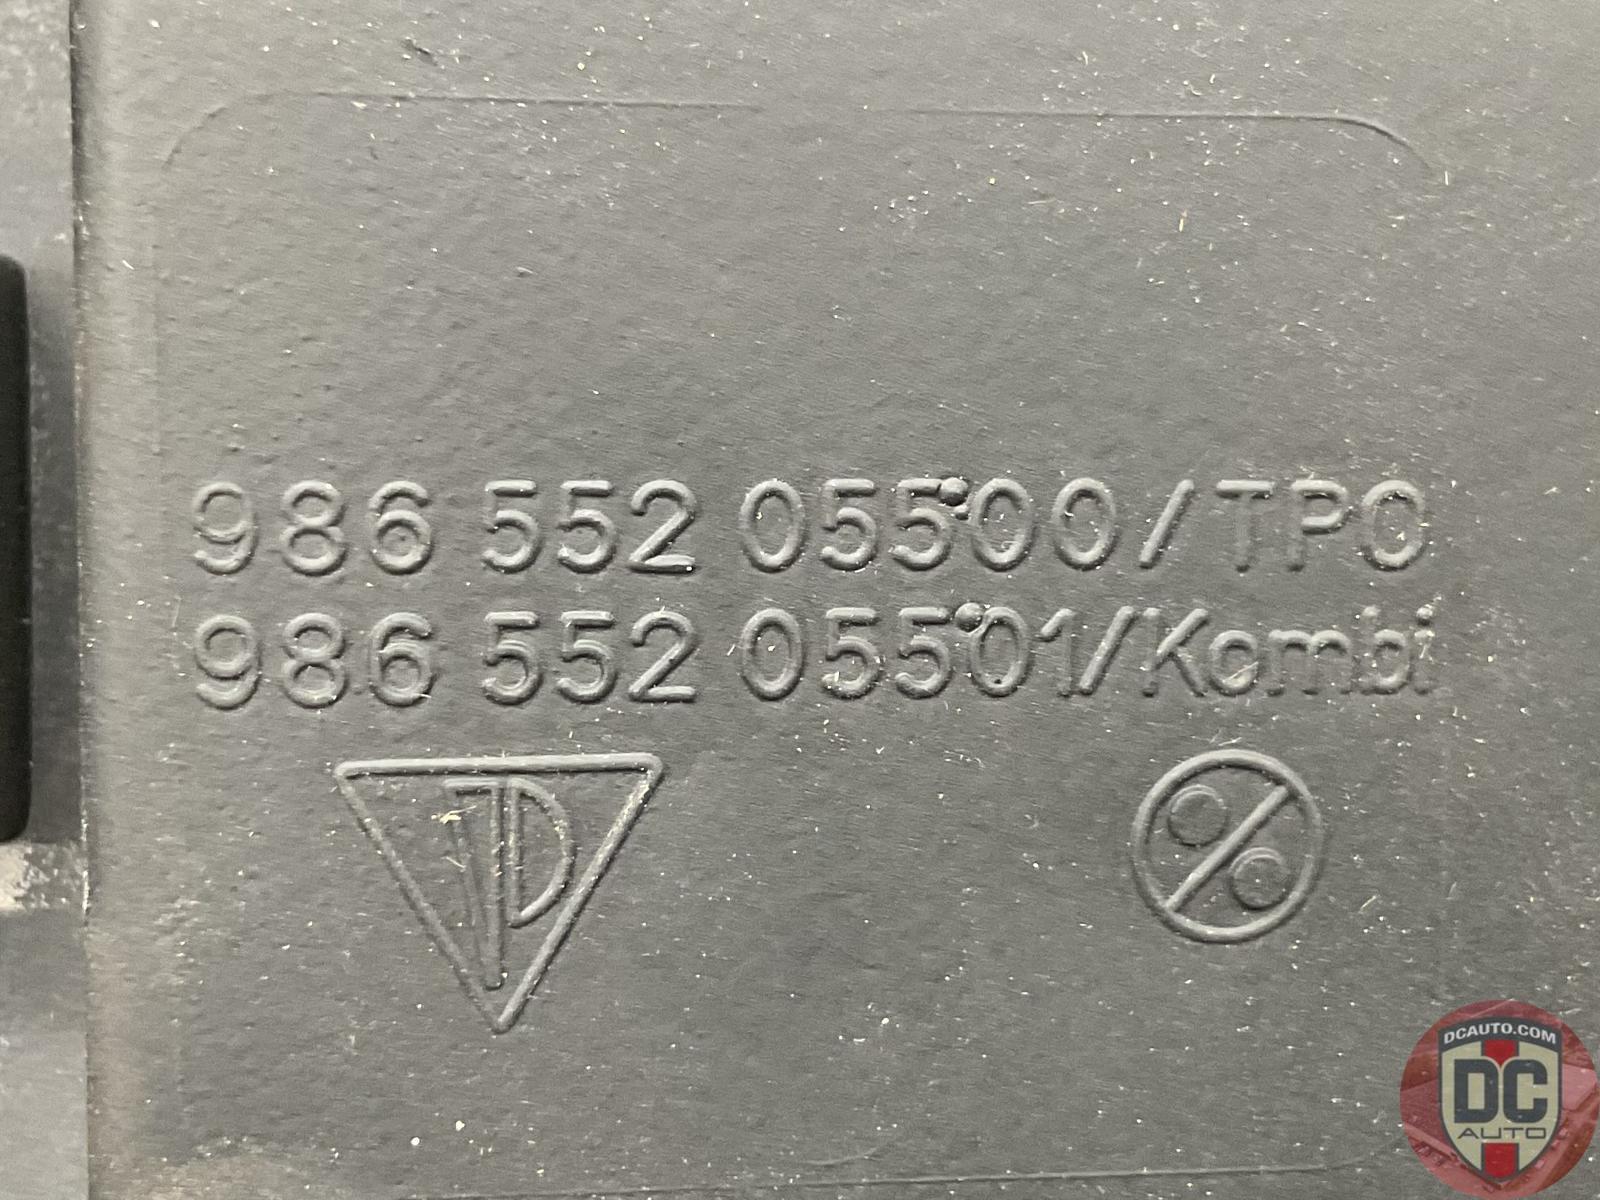 986 552 055 00/TPO
986 552 055 01/Kombi
DCAUTO.COM
DC
AUTO